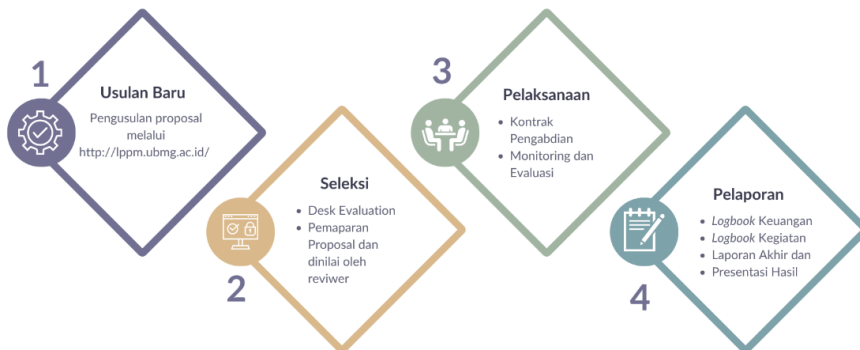 1
Usulan Baru
Pengusulan proposal
melalui
http://lppm.ubmg.ac.id/
Seleksi
• Desk Evaluation
• Pemaparan
Proposal dan
dinilai oleh
reviwer
2
3
Pelaksanaan
• Kontrak
Pengabdian
• Monitoring dan
Evaluasi
Pelaporan
• Logbook Keuangan
• Logbook Kegiatan
• Laporan Akhir dan
• Presentasi Hasil
4